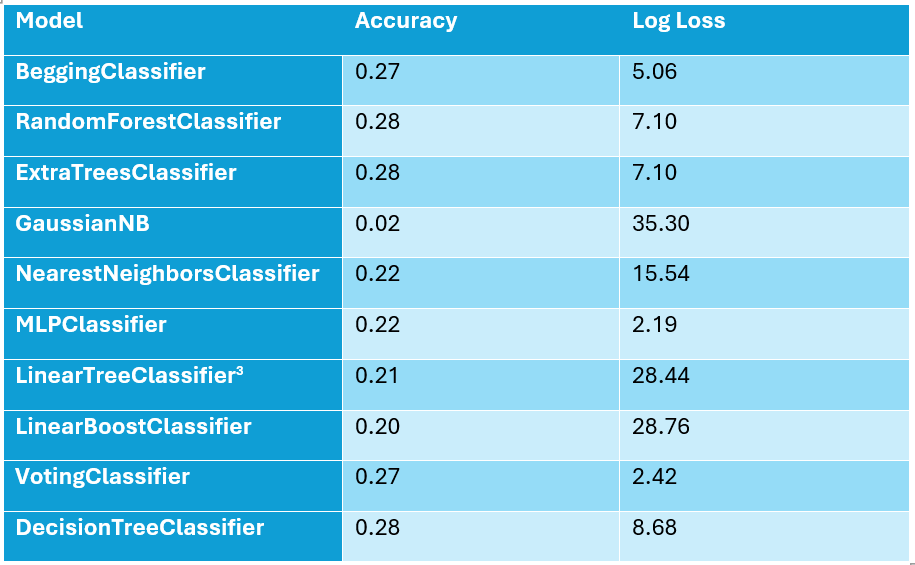 Model Accuracy Log Loss
BeggingClassifier 0.27 5.06
RandomForestClassifier 0.28 7.10
ExtraTreesClassifier 0.28 7.10
GaussianNB 0.02 35.30
NearestNeighborsClassifier 0.22 15.54
MLPClassifier 0.22 2.19
LinearTreeClassifier³ 0.21 28.44
LinearBoostClassifier 0.20 28.76
VotingClassifier 0.27 2.42
DecisionTreeClassifier 0.28 8.68